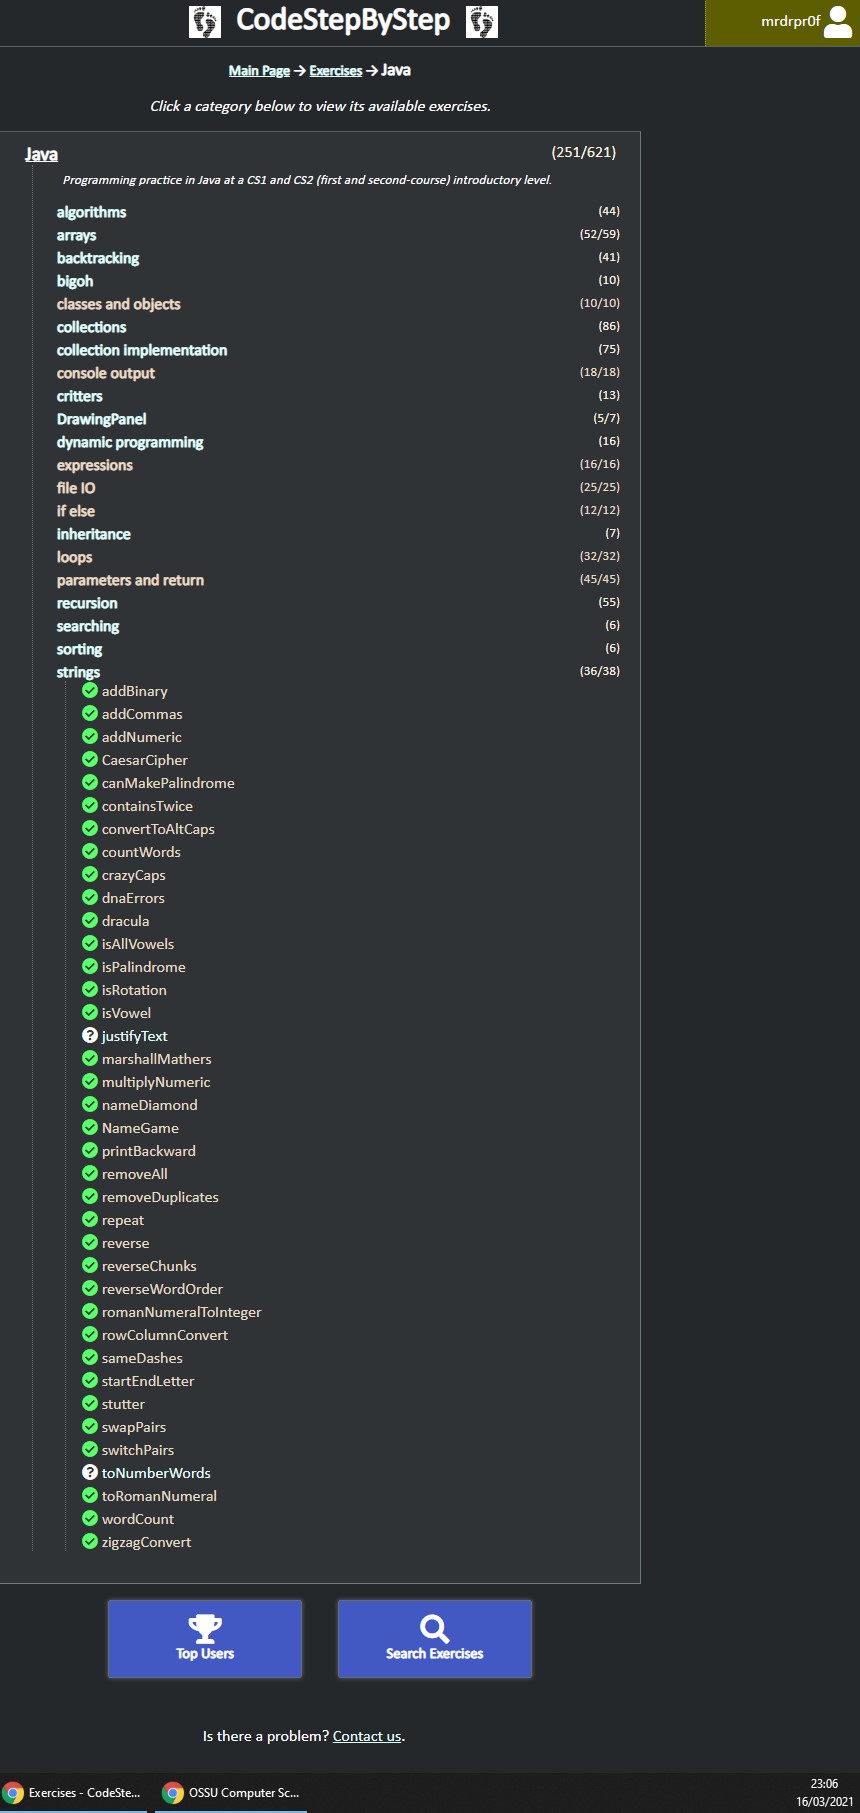 CodeStepByStep
mrdrpr0f
Main Page → Exercises → Java
Click a category below to view its available exercises.
Java (251/621)
Programming practice in Java at a CS1 and CS2 (first and second-course) introductory level.
algorithms (44)
arrays (52/59)
backtracking (41)
bigoh (10)
classes and objects (10/10)
collections (86)
collection implementation (75)
console output (18/18)
critters (13)
DrawingPanel (5/7)
dynamic programming (16)
expressions (16/16)
file IO (25/25)
if else (12/12)
inheritance (7)
loops (32/32)
parameters and return (45/45)
recursion (55)
searching (6)
sorting (6)
strings (36/38)
addBinary
addCommas
addNumeric
CaesarCipher
canMakePalindrome
containsTwice
convertToAltCaps
countWords
crazyCaps
dnaErrors
dracula
isAllVowels
isPalindrome
isRotation
isVowel
? justifyText
marshallMathers
multiplyNumeric
nameDiamond
NameGame
printBackward
removeAll
removeDuplicates
repeat
reverse
reverseChunks
reverseWordOrder
romanNumeralToInteger
rowColumnConvert
sameDashes
startEndLetter
stutter
swapPairs
switchPairs
? toNumberWords
toRomanNumeral
wordCount
zigzagConvert
Top Users Search Exercises
Is there a problem? Contact us.
Exercises - CodeSte... OSSU Computer Sc... 23:06
16/03/2021